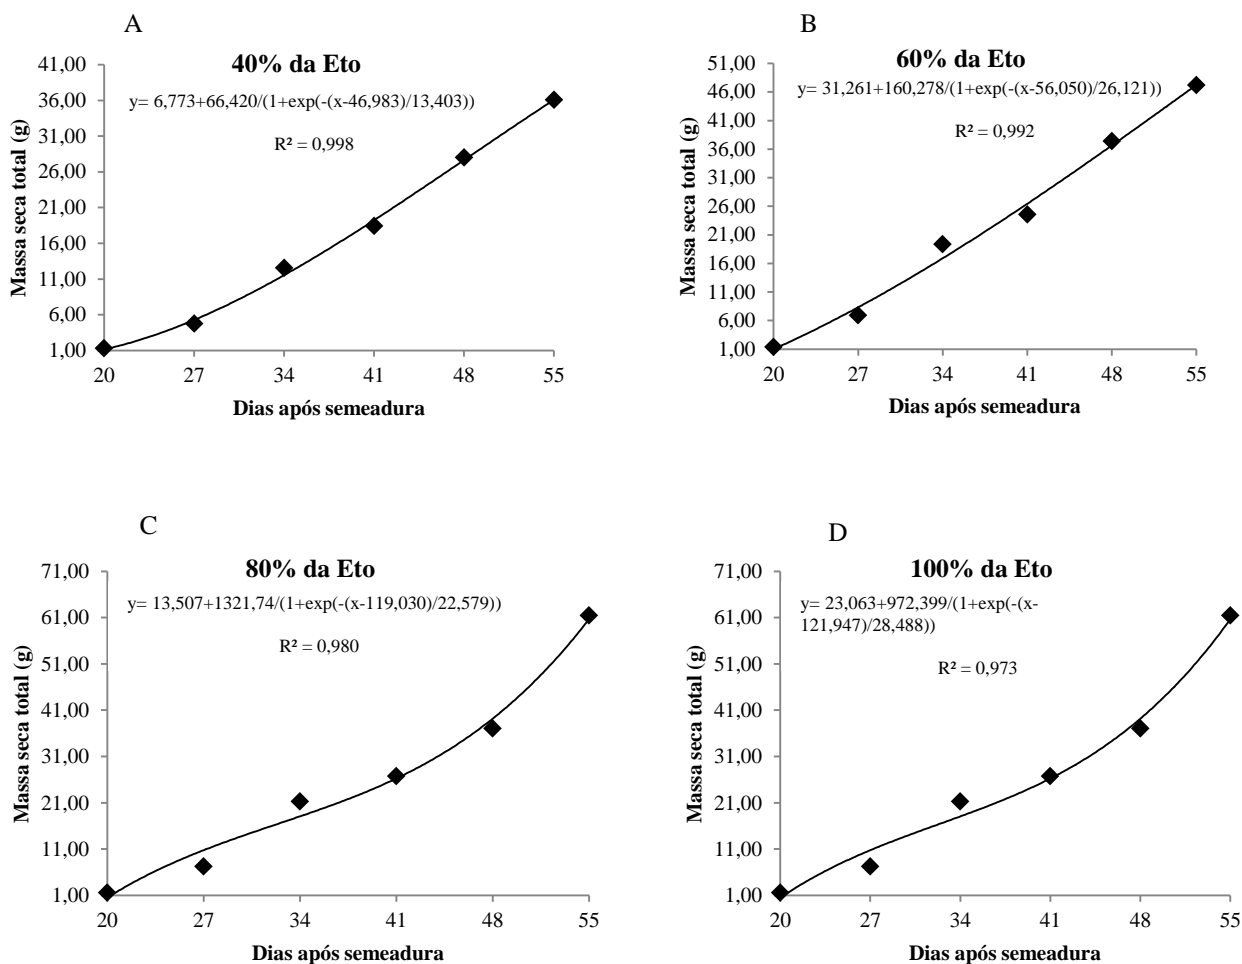 A
40% da Eto
y= 6,773+66,420/(1+exp(-(x-46,983)/13,403))
R² = 0,998
41,00
36,00
31,00
26,00
21,00
16,00
11,00
6,00
1,00
Massa seca total (g)
20 27 34 41 48 55
Dias após semeadura
B
60% da Eto
y= 31,261+160,278/(1+exp(-(x-56,050)/26,121))
R² = 0,992
51,00
46,00
41,00
36,00
31,00
26,00
21,00
16,00
11,00
6,00
1,00
Massa seca total (g)
20 27 34 41 48 55
Dias após semeadura
C
80% da Eto
y= 13,507+1321,74/(1+exp(-(x-119,030)/22,579))
R² = 0,980
71,00
61,00
51,00
41,00
31,00
21,00
11,00
1,00
Massa seca total (g)
20 27 34 41 48 55
Dias após semeadura
D
100% da Eto
y= 23,063+972,399/(1+exp(-(x-
121,947)/28,488))
R² = 0,973
71,00
61,00
51,00
41,00
31,00
21,00
11,00
1,00
Massa seca total (g)
20 27 34 41 48 55
Dias após semeadura